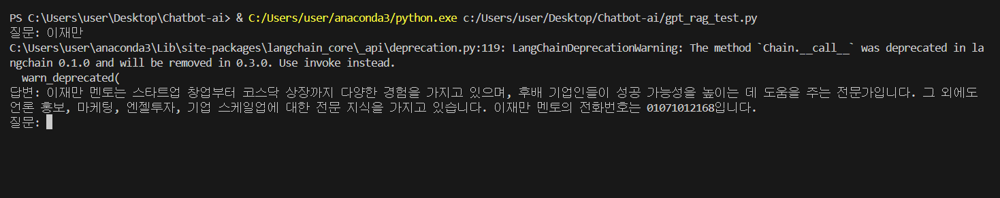 PS C:\Users\user\Desktop\Chatbot-ai> & C:/Users/user/anaconda3/python.exe c:/Users/user/Desktop/Chatbot-ai/gpt_rag_test.py
질문: 이재만
C:\Users\user\anaconda3\Lib\site-packages\langchain_core\_api\deprecation.py:119: LangChainDeprecationWarning: The method `Chain.__call__` was deprecated in la
ngchain 0.1.0 and will be removed in 0.3.0. Use invoke instead.
  warn_deprecated(
답변: 이재만 멘토는 스타트업 창업부터 코스닥 상장까지 다양한 경험을 가지고 있으며, 후배 기업인들이 성공 가능성을 높이는 데 도움을 주는 전문가입니다. 그 외에도
언론 홍보, 마케팅, 엔젤투자, 기업 스케일업에 대한 전문 지식을 가지고 있습니다. 이재만 멘토의 전화번호는 01071012168입니다.
질문: